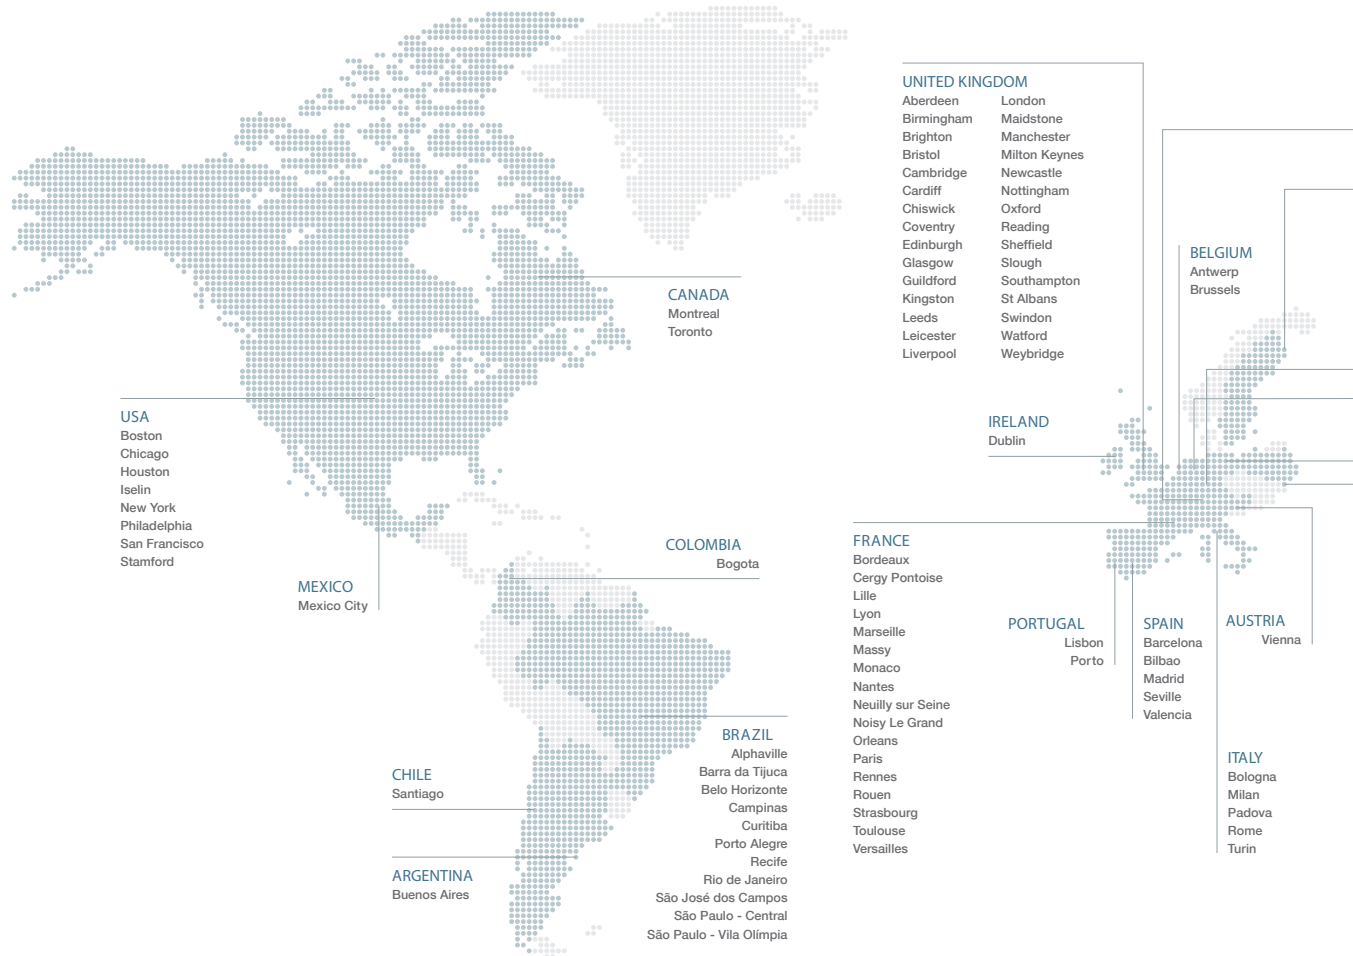 UNITED KINGDOM
Aberdeen
Birmingham
Brighton
Bristol
Cambridge
Cardiff
Chiswick
Coventry
Edinburgh
Glasgow
Guildford
Kingston
Leeds
Leicester
Liverpool
London
Maidstone
Manchester
Milton Keynes
Newcastle
Nottingham
Oxford
Reading
Sheffield
Slough
Southampton
St Albans
Swindon
Watford
Weybridge
BELGIUM
Antwerp
Brussels
CANADA
Montreal
Toronto
USA
Boston
Chicago
Houston
Iselin
New York
Philadelphia
San Francisco
Stamford
IRELAND
Dublin
MEXICO
Mexico City
COLOMBIA
Bogota
FRANCE
Bordeaux
Cergy Pontoise
Lille
Lyon
Marseille
Massy
Monaco
Nantes
Neuilly sur Seine
Noisy Le Grand
Orleans
Paris
Rennes
Rouen
Strasbourg
Toulouse
Versailles
PORTUGAL
Lisbon
Porto
SPAIN
Barcelona
Bilbao
Madrid
Seville
Valencia
AUSTRIA
Vienna
BRAZIL
Alphaville
Barra da Tijuca
Belo Horizonte
Campinas
Curitiba
Porto Alegre
Recife
Rio de Janeiro
São José dos Campos
São Paulo - Central
São Paulo - Vila Olímpia
CHILE
Santiago
ARGENTINA
Buenos Aires
ITALY
Bologna
Milan
Padova
Rome
Turin